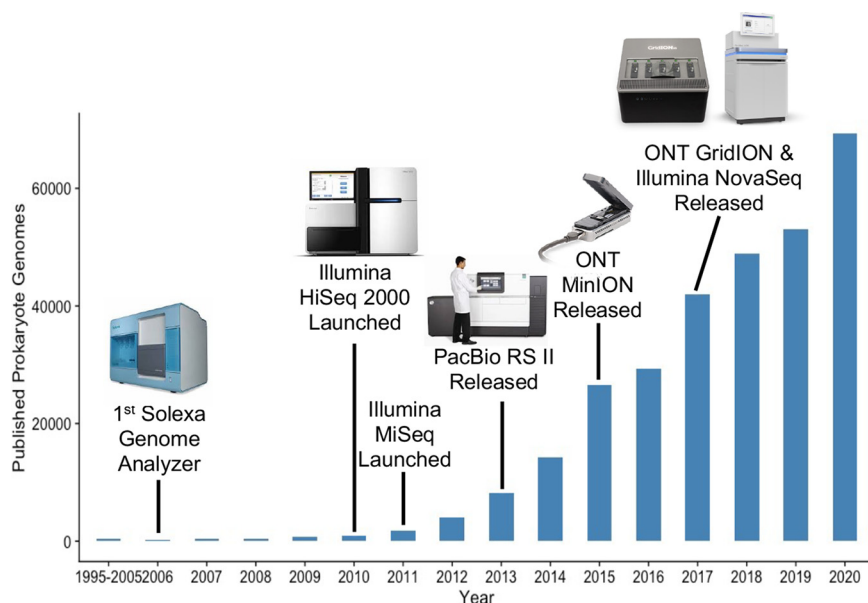 GridION
ONT GridION &
Illumina NovaSeq
Released
Illumina
HiSeq 2000
Launched
ONT
MinION
Released
PacBio RS II
Released
1st Solexa
Genome
Analyzer
Illumina
MiSeq
Launched
Published Prokaryote Genomes
60000
40000
20000
0
1995-2005 2006 2007 2008 2009 2010 2011 2012 2013 2014 2015 2016 2017 2018 2019 2020
Year